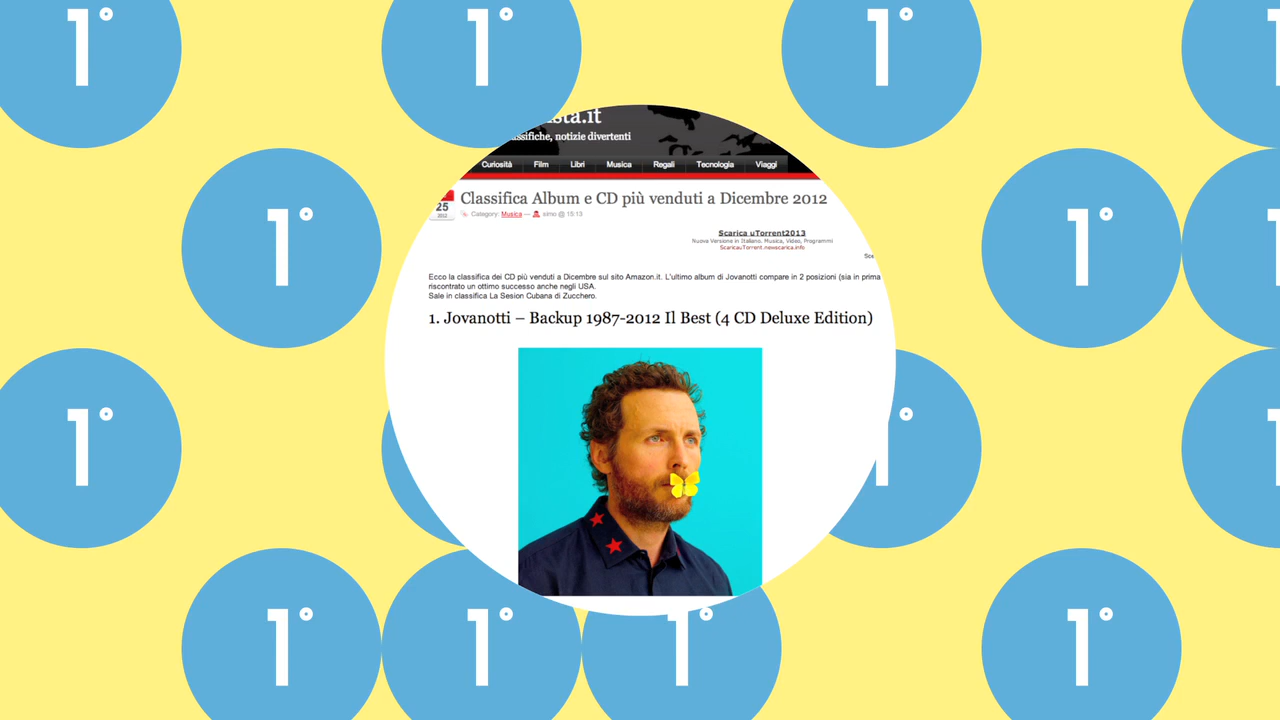 1°
1°
1°
1°
ista.it
classifiche, notizie divertenti
Curiosità Film Libri Musica Regali Tecnologia Viaggi
25
2012
Classifica Album e CD più venduti a Dicembre 2012
Category: Musica — simo @ 15:13
1°
1°
Scarica uTorrent2013
Nuova Versione in Italiano. Musica, Video, Programmi
ScaricauTorrent.newscarica.info
Ecco la classifica dei CD più venduti a Dicembre sul sito Amazon.it. L'ultimo album di Jovanotti compare in 2 posizioni (sia in prima
riscontrato un ottimo successo anche negli USA.
Sale in classifica La Sesion Cubana di Zucchero.
1. Jovanotti – Backup 1987-2012 Il Best (4 CD Deluxe Edition)
1°
1°
1°
1°
1°
1°
1°